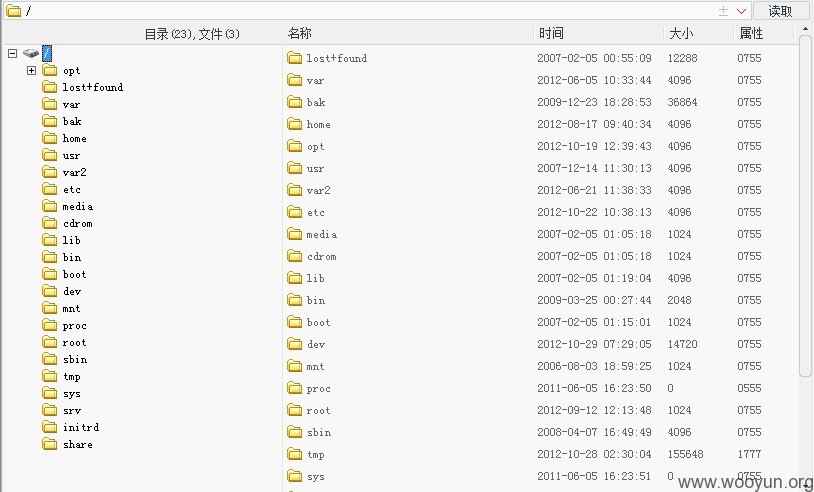 / 读取
目录(23),文件(3) 名称 时间 大小 属性
/
opt
lost+found
var
bak
home
usr
var2
etc
media
cdrom
lib
bin
boot
dev
mnt
proc
root
sbin
tmp
sys
srv
initrd
share
lost+found 2007-02-05 00:55:09 12288 0755
var 2012-06-05 10:33:44 4096 0755
bak 2009-12-23 18:28:53 36864 0755
home 2012-08-17 09:40:34 4096 0755
opt 2012-10-19 12:39:43 4096 0755
usr 2007-12-14 11:30:13 4096 0755
var2 2012-06-21 11:38:33 4096 0755
etc 2012-10-22 10:38:13 4096 0755
media 2007-02-05 01:05:18 1024 0755
cdrom 2007-02-05 01:05:18 1024 0755
lib 2007-02-05 01:19:04 4096 0755
bin 2009-03-25 00:27:44 2048 0755
boot 2007-02-05 01:15:01 1024 0755
dev 2012-10-29 07:29:05 14720 0755
mnt 2006-08-03 18:59:25 1024 0755
proc 2011-06-05 16:23:50 0 0555
root 2012-09-12 12:13:48 1024 0755
sbin 2008-04-07 16:49:49 4096 0755
tmp 2012-10-28 02:30:04 155648 1777
sys 2011-06-05 16:23:51 0 0755
www.wooyun.org